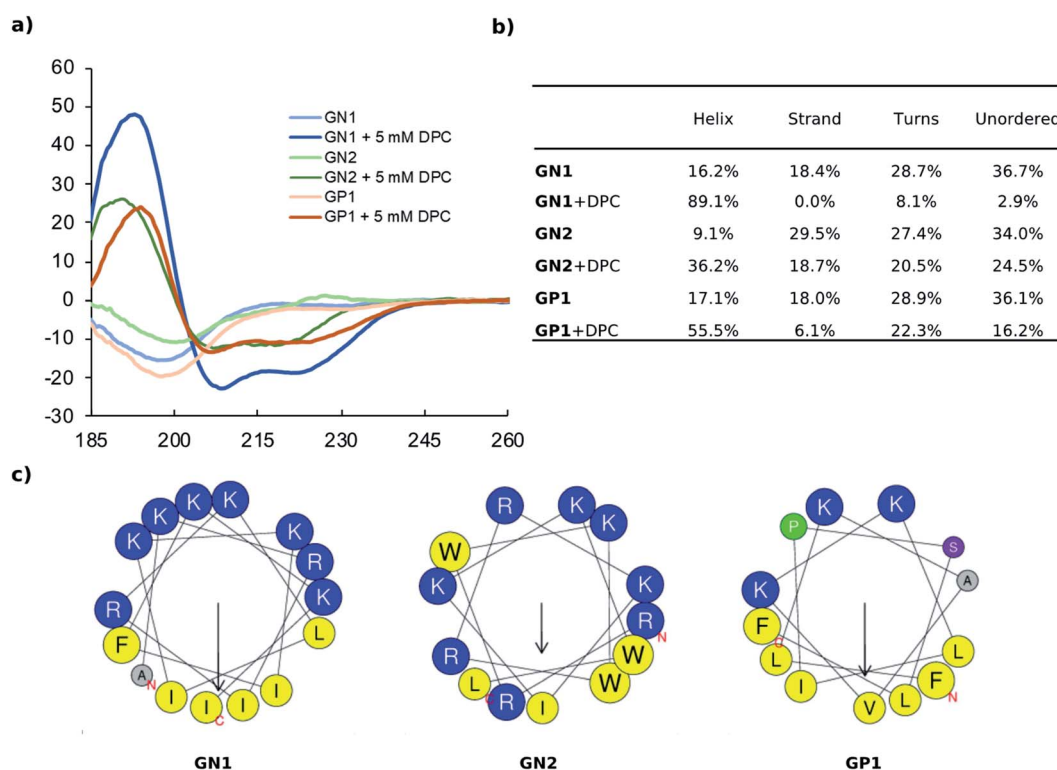 a)
b)
60
50
40
30
20
10
0
-10
-20
-30
185 200 215 230 245 260
GN1
GN1 + 5 mM DPC
GN2
GN2 + 5 mM DPC
GP1
GP1 + 5 mM DPC
Helix Strand Turns Unordered
GN1 16.2% 18.4% 28.7% 36.7%
GN1+DPC 89.1% 0.0% 8.1% 2.9%
GN2 9.1% 29.5% 27.4% 34.0%
GN2+DPC 36.2% 18.7% 20.5% 24.5%
GP1 17.1% 18.0% 28.9% 36.1%
GP1+DPC 55.5% 6.1% 22.3% 16.2%
c)
K K K K K R K R F L A N I I C I I
R K K W K K R N R W W L R I
K K P S A K F C L L I F N L V
GN1 GN2 GP1